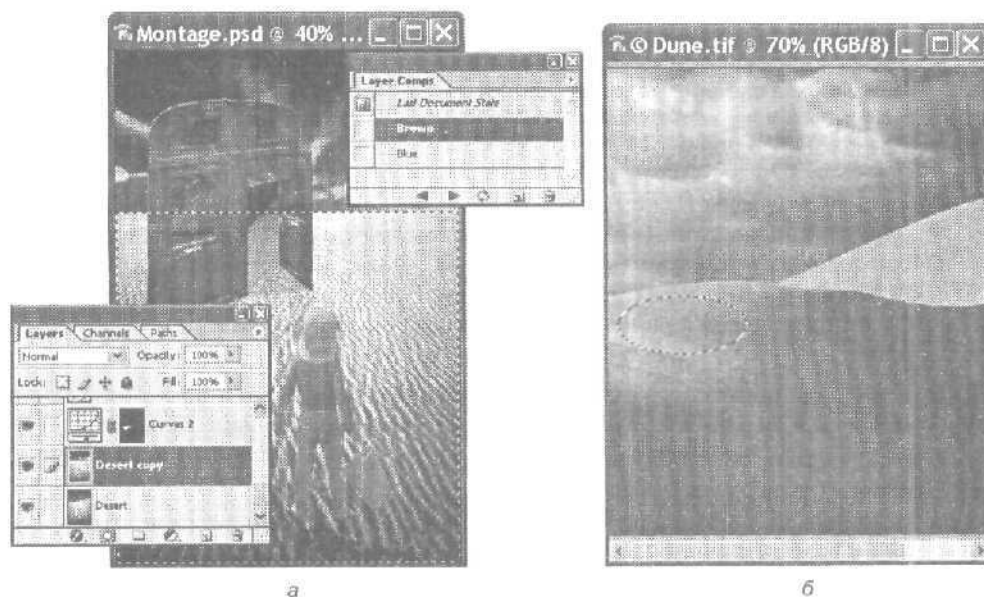 Montage.psd @ 40% ...
Layer Comps
Last Document State
Brown
Blue
Layers Channels Paths
Normal Opacity: 100%
Lock: Fill: 100%
Curves 2
Desert copy
Desert
а
© Dune.tif @ 70% (RGB/8)
б